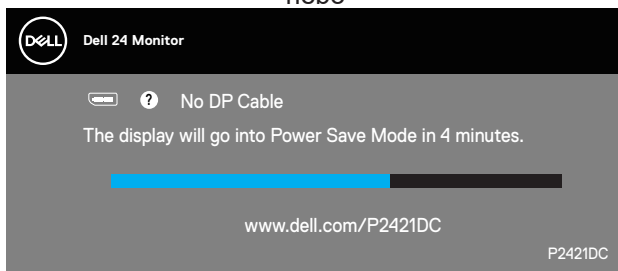 nebo
DELL
Dell 24 Monitor
? No DP Cable
The display will go into Power Save Mode in 4 minutes.
www.dell.com/P2421DC
P2421DC